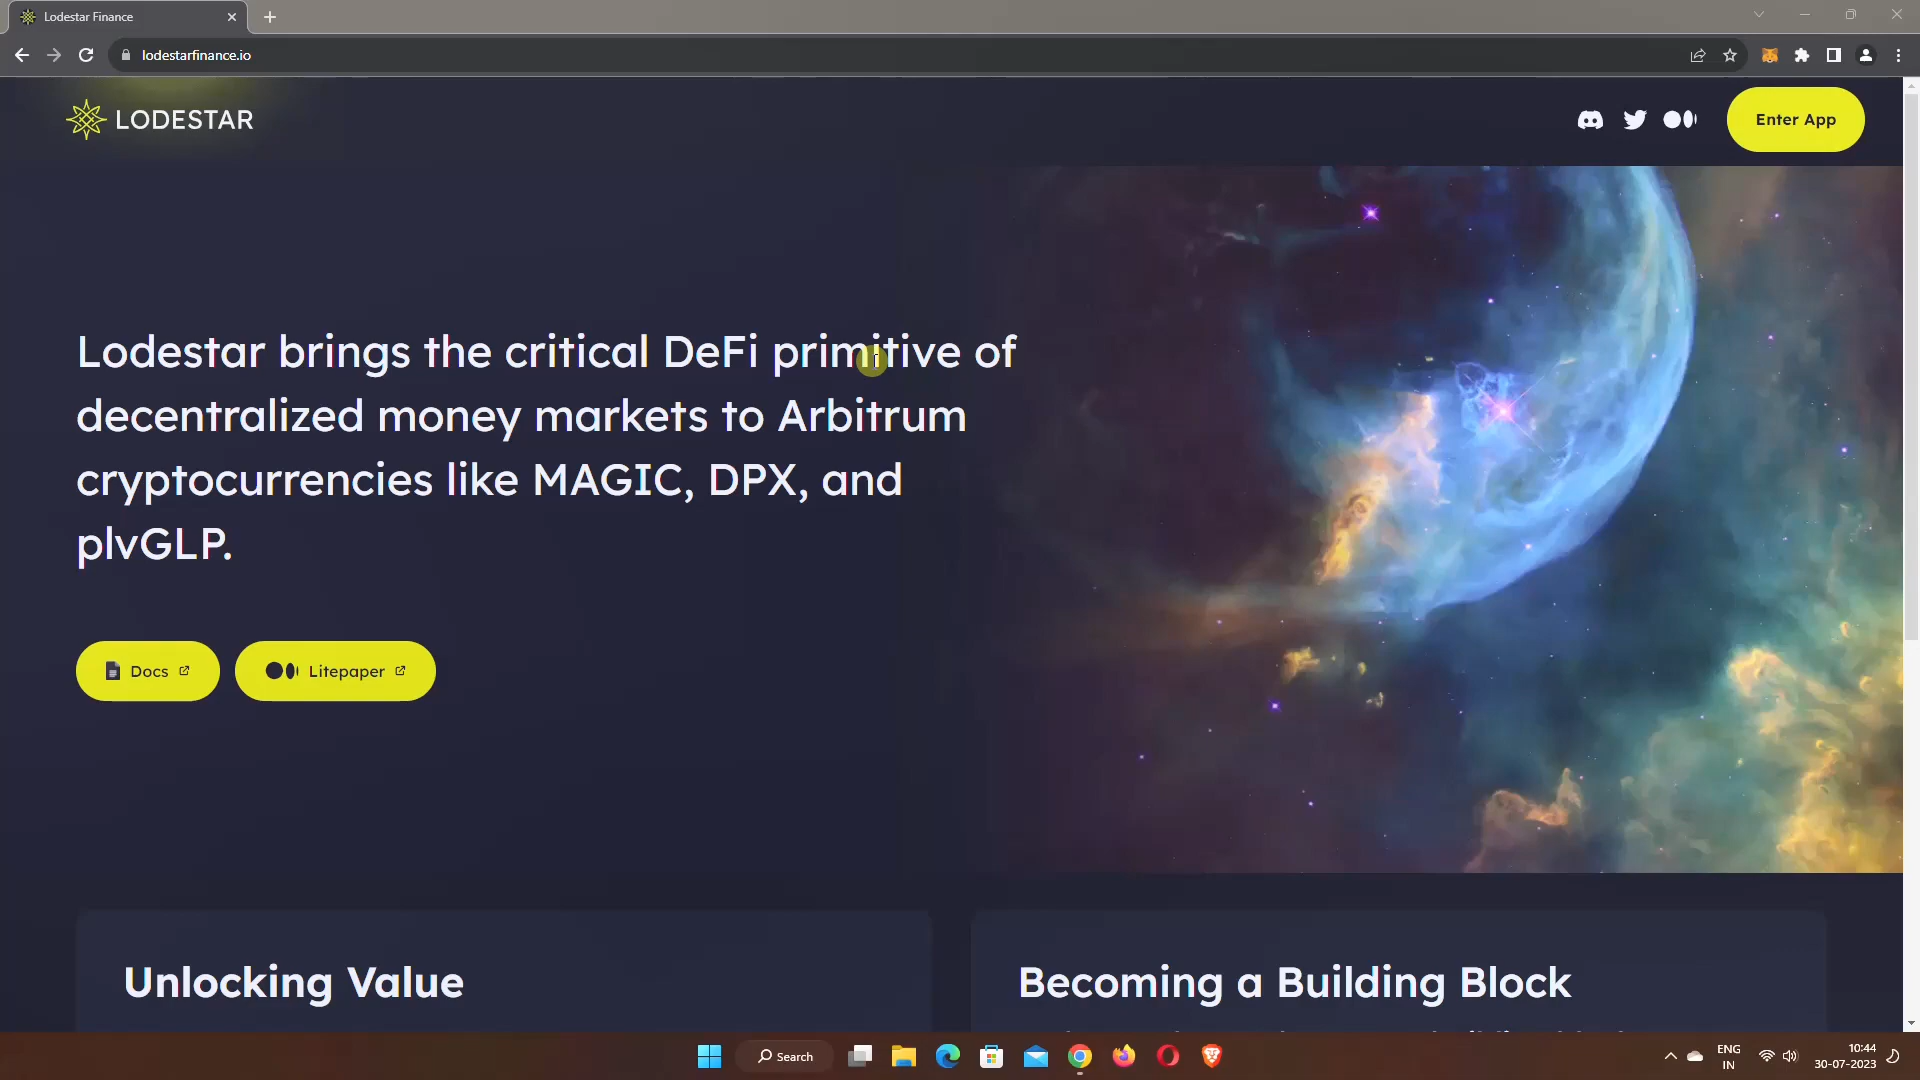 Lodestar Finance
lodestarfinance.io
LODESTAR
Enter App
Lodestar brings the critical DeFi primitive of
decentralized money markets to Arbitrum
cryptocurrencies like MAGIC, DPX, and
plvGLP.
Docs
Litepaper
Unlocking Value
Becoming a Building Block
Search
ENG
IN
10:44
30-07-2023